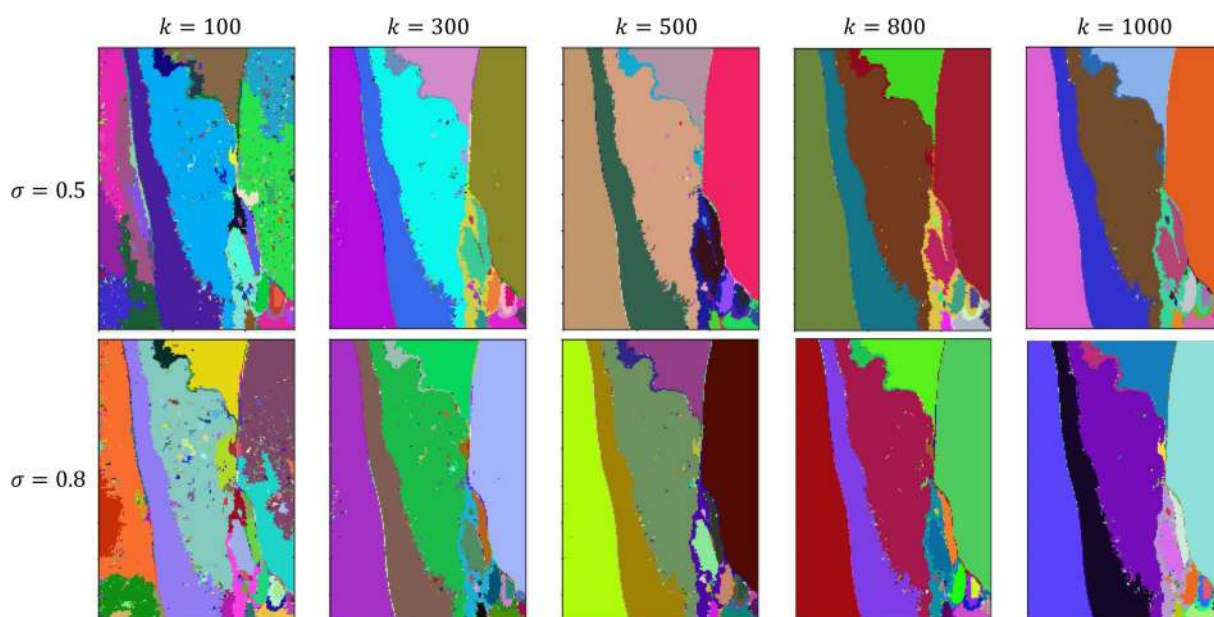 k = 100 k = 300 k = 500 k = 800 k = 1000
σ = 0.5
σ = 0.8